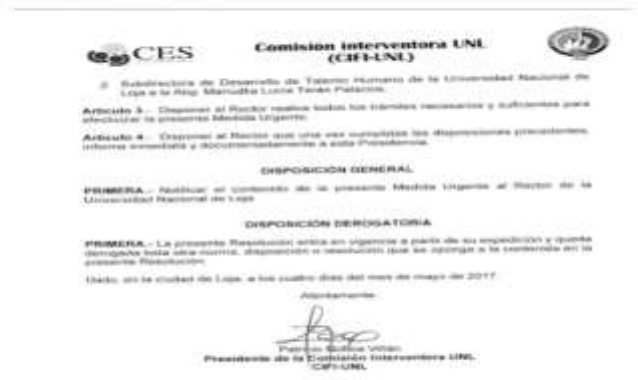 CES
Comisión Interventora UNL
(CIFI-UNL)
Subdirectora de Desarrollo de Talento Humano de la Universidad Nacional de
Loja a la Abg. Lucía Terán Palacios.
Artículo 3.- Disponer al Rector realice todos los trámites necesarios y suficientes para
efectivizar la presente Medida Urgente.
Artículo 4.- Disponer al Rector que una vez cumplidas las disposiciones precedentes,
informe inmediata y documentadamente a esta Presidencia.
DISPOSICIÓN GENERAL
PRIMERA.- Notificar el contenido de la presente Medida Urgente al Rector de la
Universidad Nacional de Loja
DISPOSICIÓN DEROGATORIA
PRIMERA.- La presente Resolución entra en vigencia a partir de su expedición y queda
derogada toda otra norma, disposición o resolución que se oponga a la contenida en la
presente Resolución.
Dado, en la ciudad de Loja, a los cuatro días del mes de mayo de 2017.
Atentamente
Presidente de la Comisión Interventora UNL
CIFI-UNL